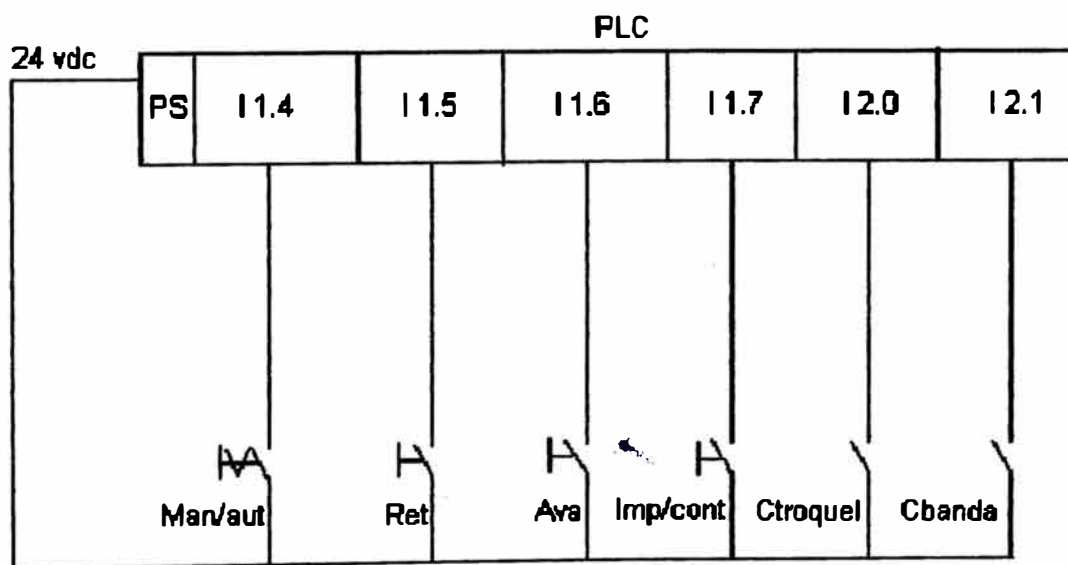 PLC
24 vdc
PS I1.4 I1.5 I1.6 I1.7 I2.0 I2.1
Man/aut Ret Ava Imp/cont Ctroquel Cbanda